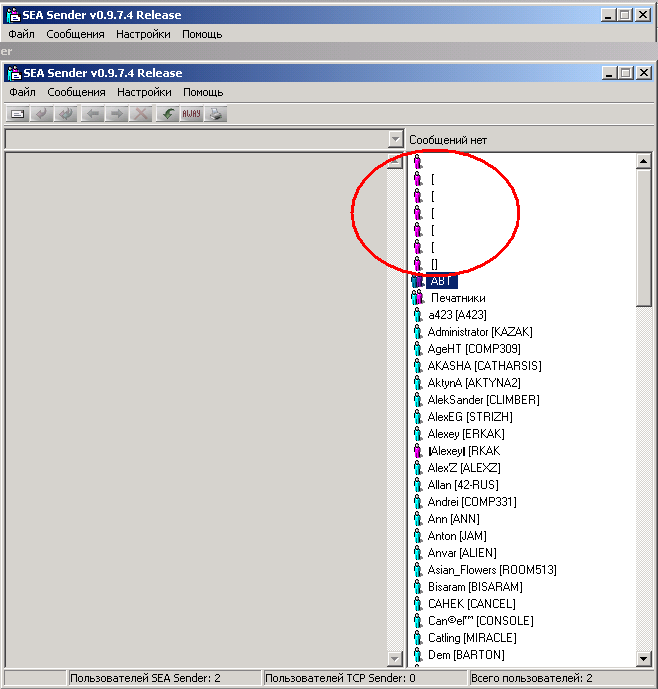 SEA Sender v0.9.7.4 Release
Файл Сообщения Настройки Помощь
er
SEA Sender v0.9.7.4 Release
Файл Сообщения Настройки Помощь
AWAY
Сообщений нет
[
[
[
[
[
[]
АВТ
Печатники
a423 [A423]
Administrator [KAZAK]
AgeHT [COMP309]
AKASHA [CATHARSIS]
AktynA [AKTYNA2]
AlekSander [CLIMBER]
AlexEG [STRIZH]
Alexey [ERKAK]
|Alexey| [RKAK
Alex'Z [ALEXZ]
Allan [42-RUS]
Andrei [COMP331]
Ann [ANN]
Anton [JAM]
Anvar [ALIEN]
Asian_Flowers [ROOM513]
Bisaram [BISARAM]
CAHEK [CANCEL]
Can©el™ [CONSOLE]
Catling [MIRACLE]
Dem [BARTON]
Пользователей SEA Sender: 2 Пользователей TCP Sender: 0 Всего пользователей: 2